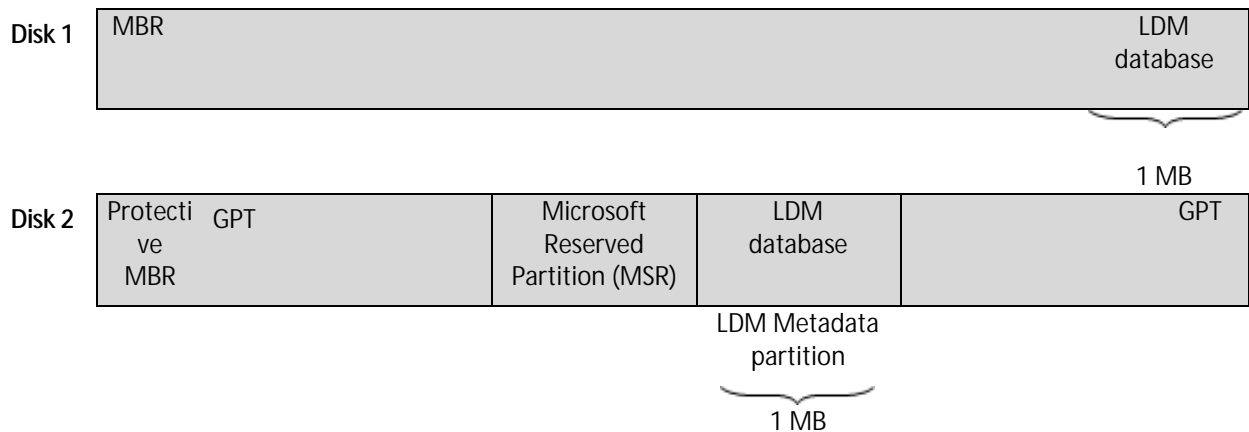 Disk 1
MBR
LDM
database
1 MB
Disk 2
Protecti
ve
MBR
GPT
Microsoft
Reserved
Partition (MSR)
LDM
database
GPT
LDM Metadata
partition
1 MB